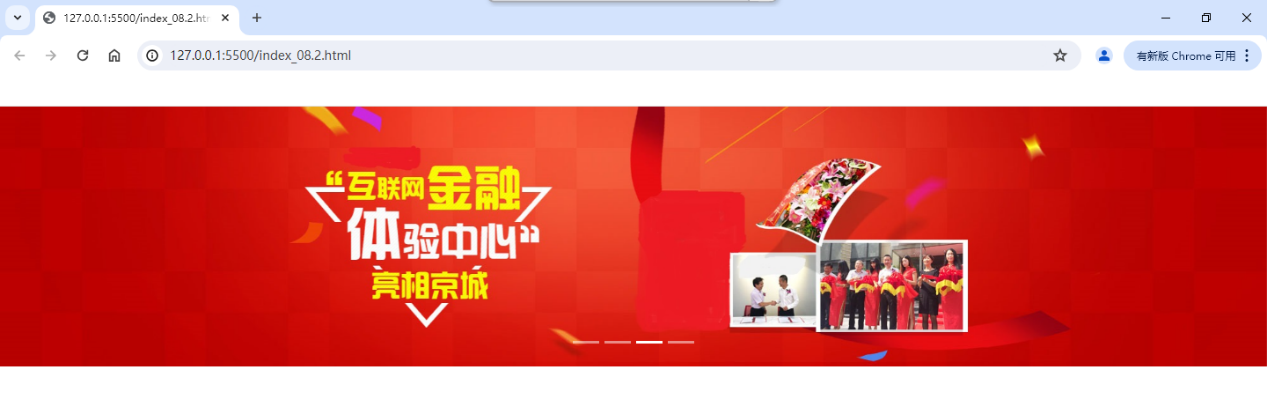 127.0.0.1:5500/index_08.2.ht
127.0.0.1:5500/index_08.2.html
有新版 Chrome 可用
“互联网金融
体验中心”
亮相京城